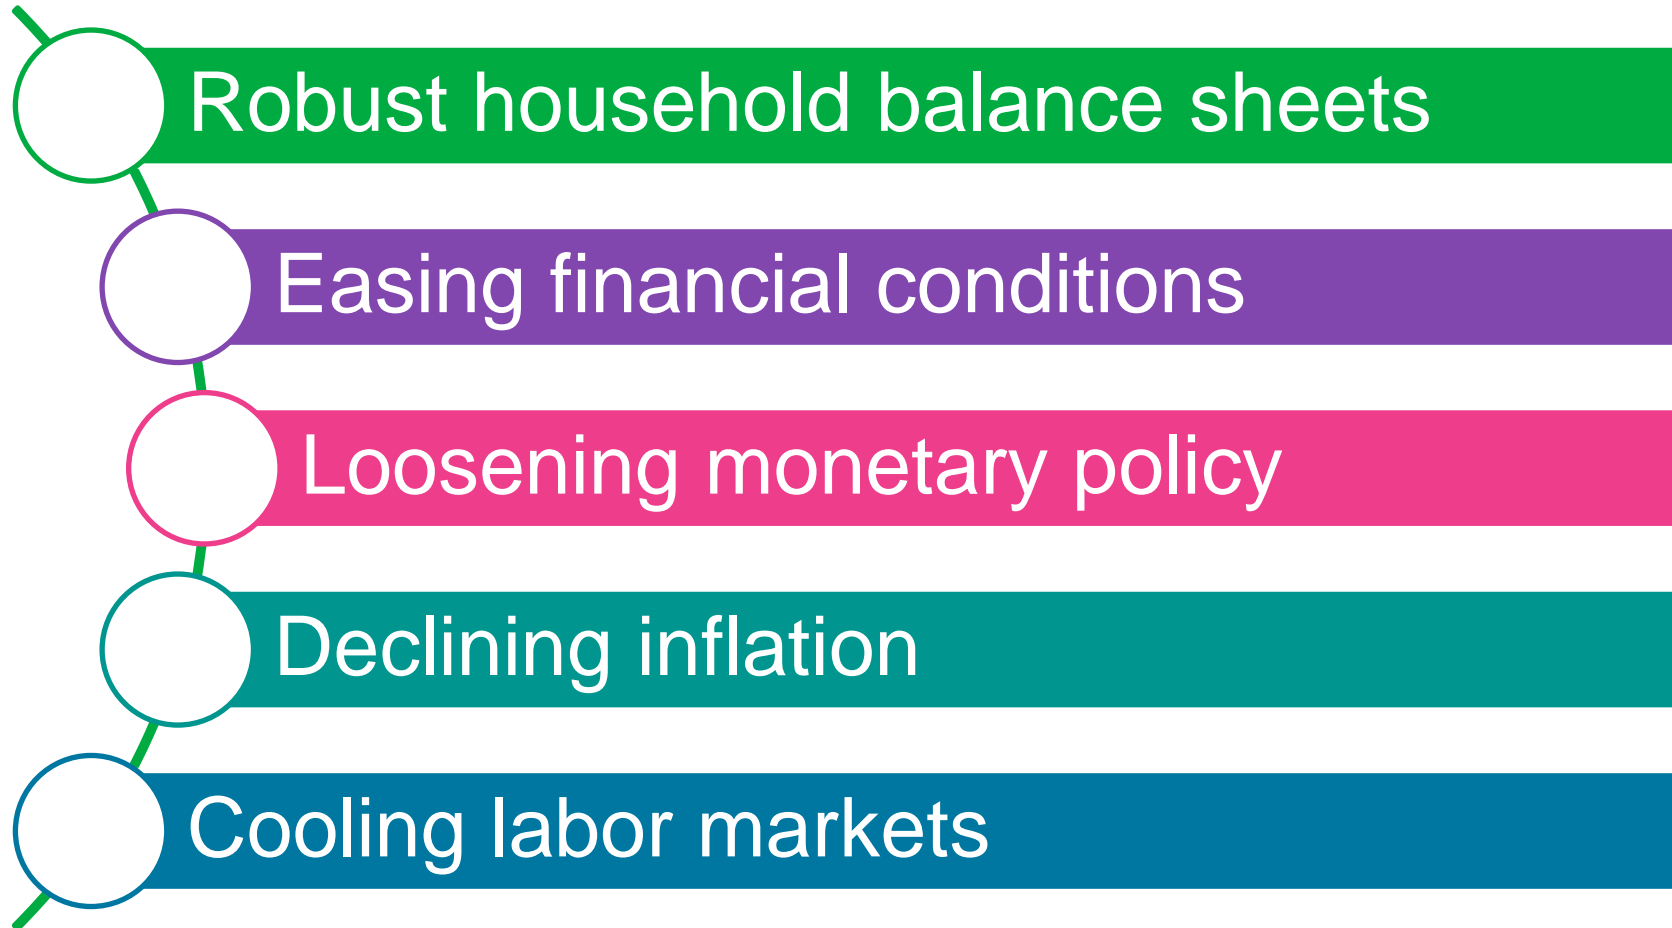 Robust household balance sheets
Easing financial conditions
Loosening monetary policy
Declining inflation
Cooling labor markets